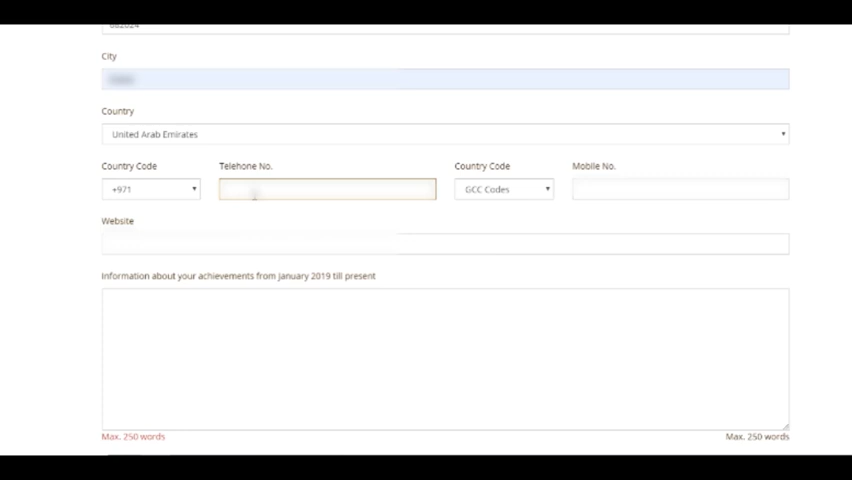 City
Country
United Arab Emirates
Country Code Telehone No. Country Code Mobile No.
+971 GCC Codes
Website
Information about your achievements from January 2019 till present
Max. 250 words Max. 250 words